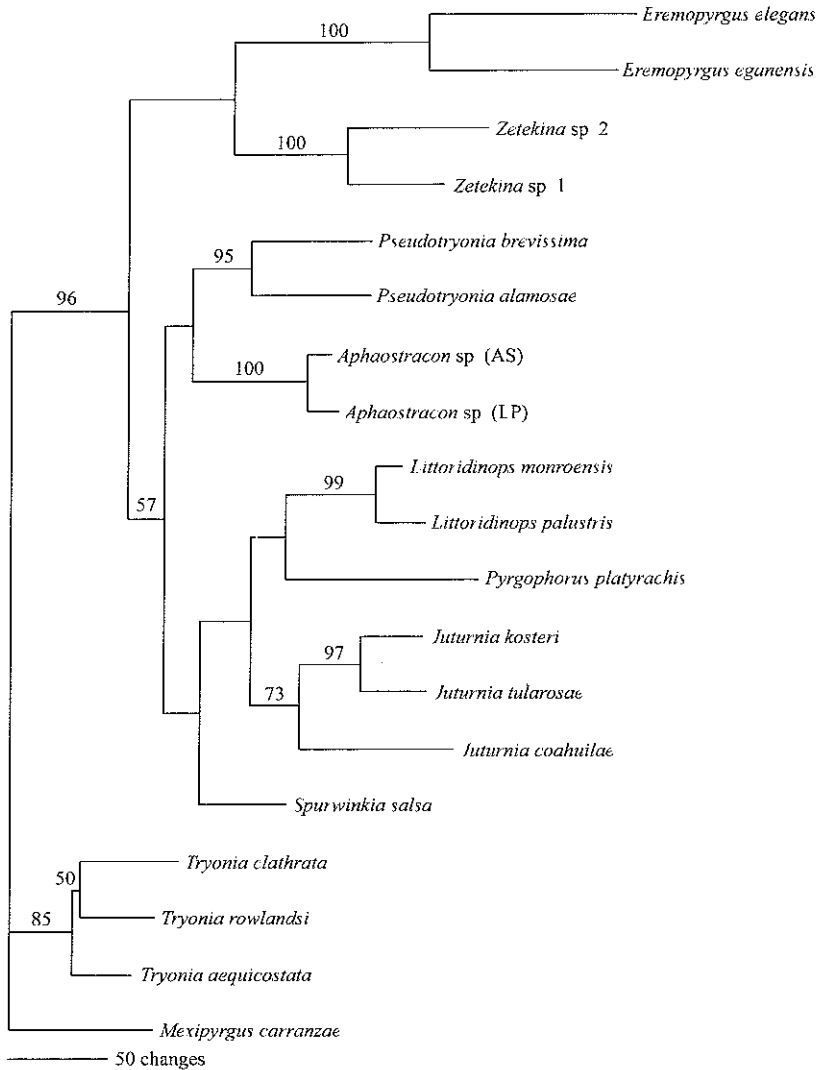 Eremopyrgus elegans
100
Eremopyrgus eganensis
Zetekina sp 2
100
Zetekina sp 1
Pseudotryonia brevissima
95
Pseudotryonia alamosae
96
Aphaostracon sp (AS)
100
Aphaostracon sp (LP)
Littoridinops monroensis
99
57
Littoridinops palustris
Pyrgophorus platyrachis
Juturnia kosteri
97
73
Juturnia tularosae
Juturnia coahuilae
Spurwinkia salsa
Tryonia clathrata
50
85
Tryonia rowlandsi
Tryonia aequicostata
Mexipyrgus carranzae
50 changes